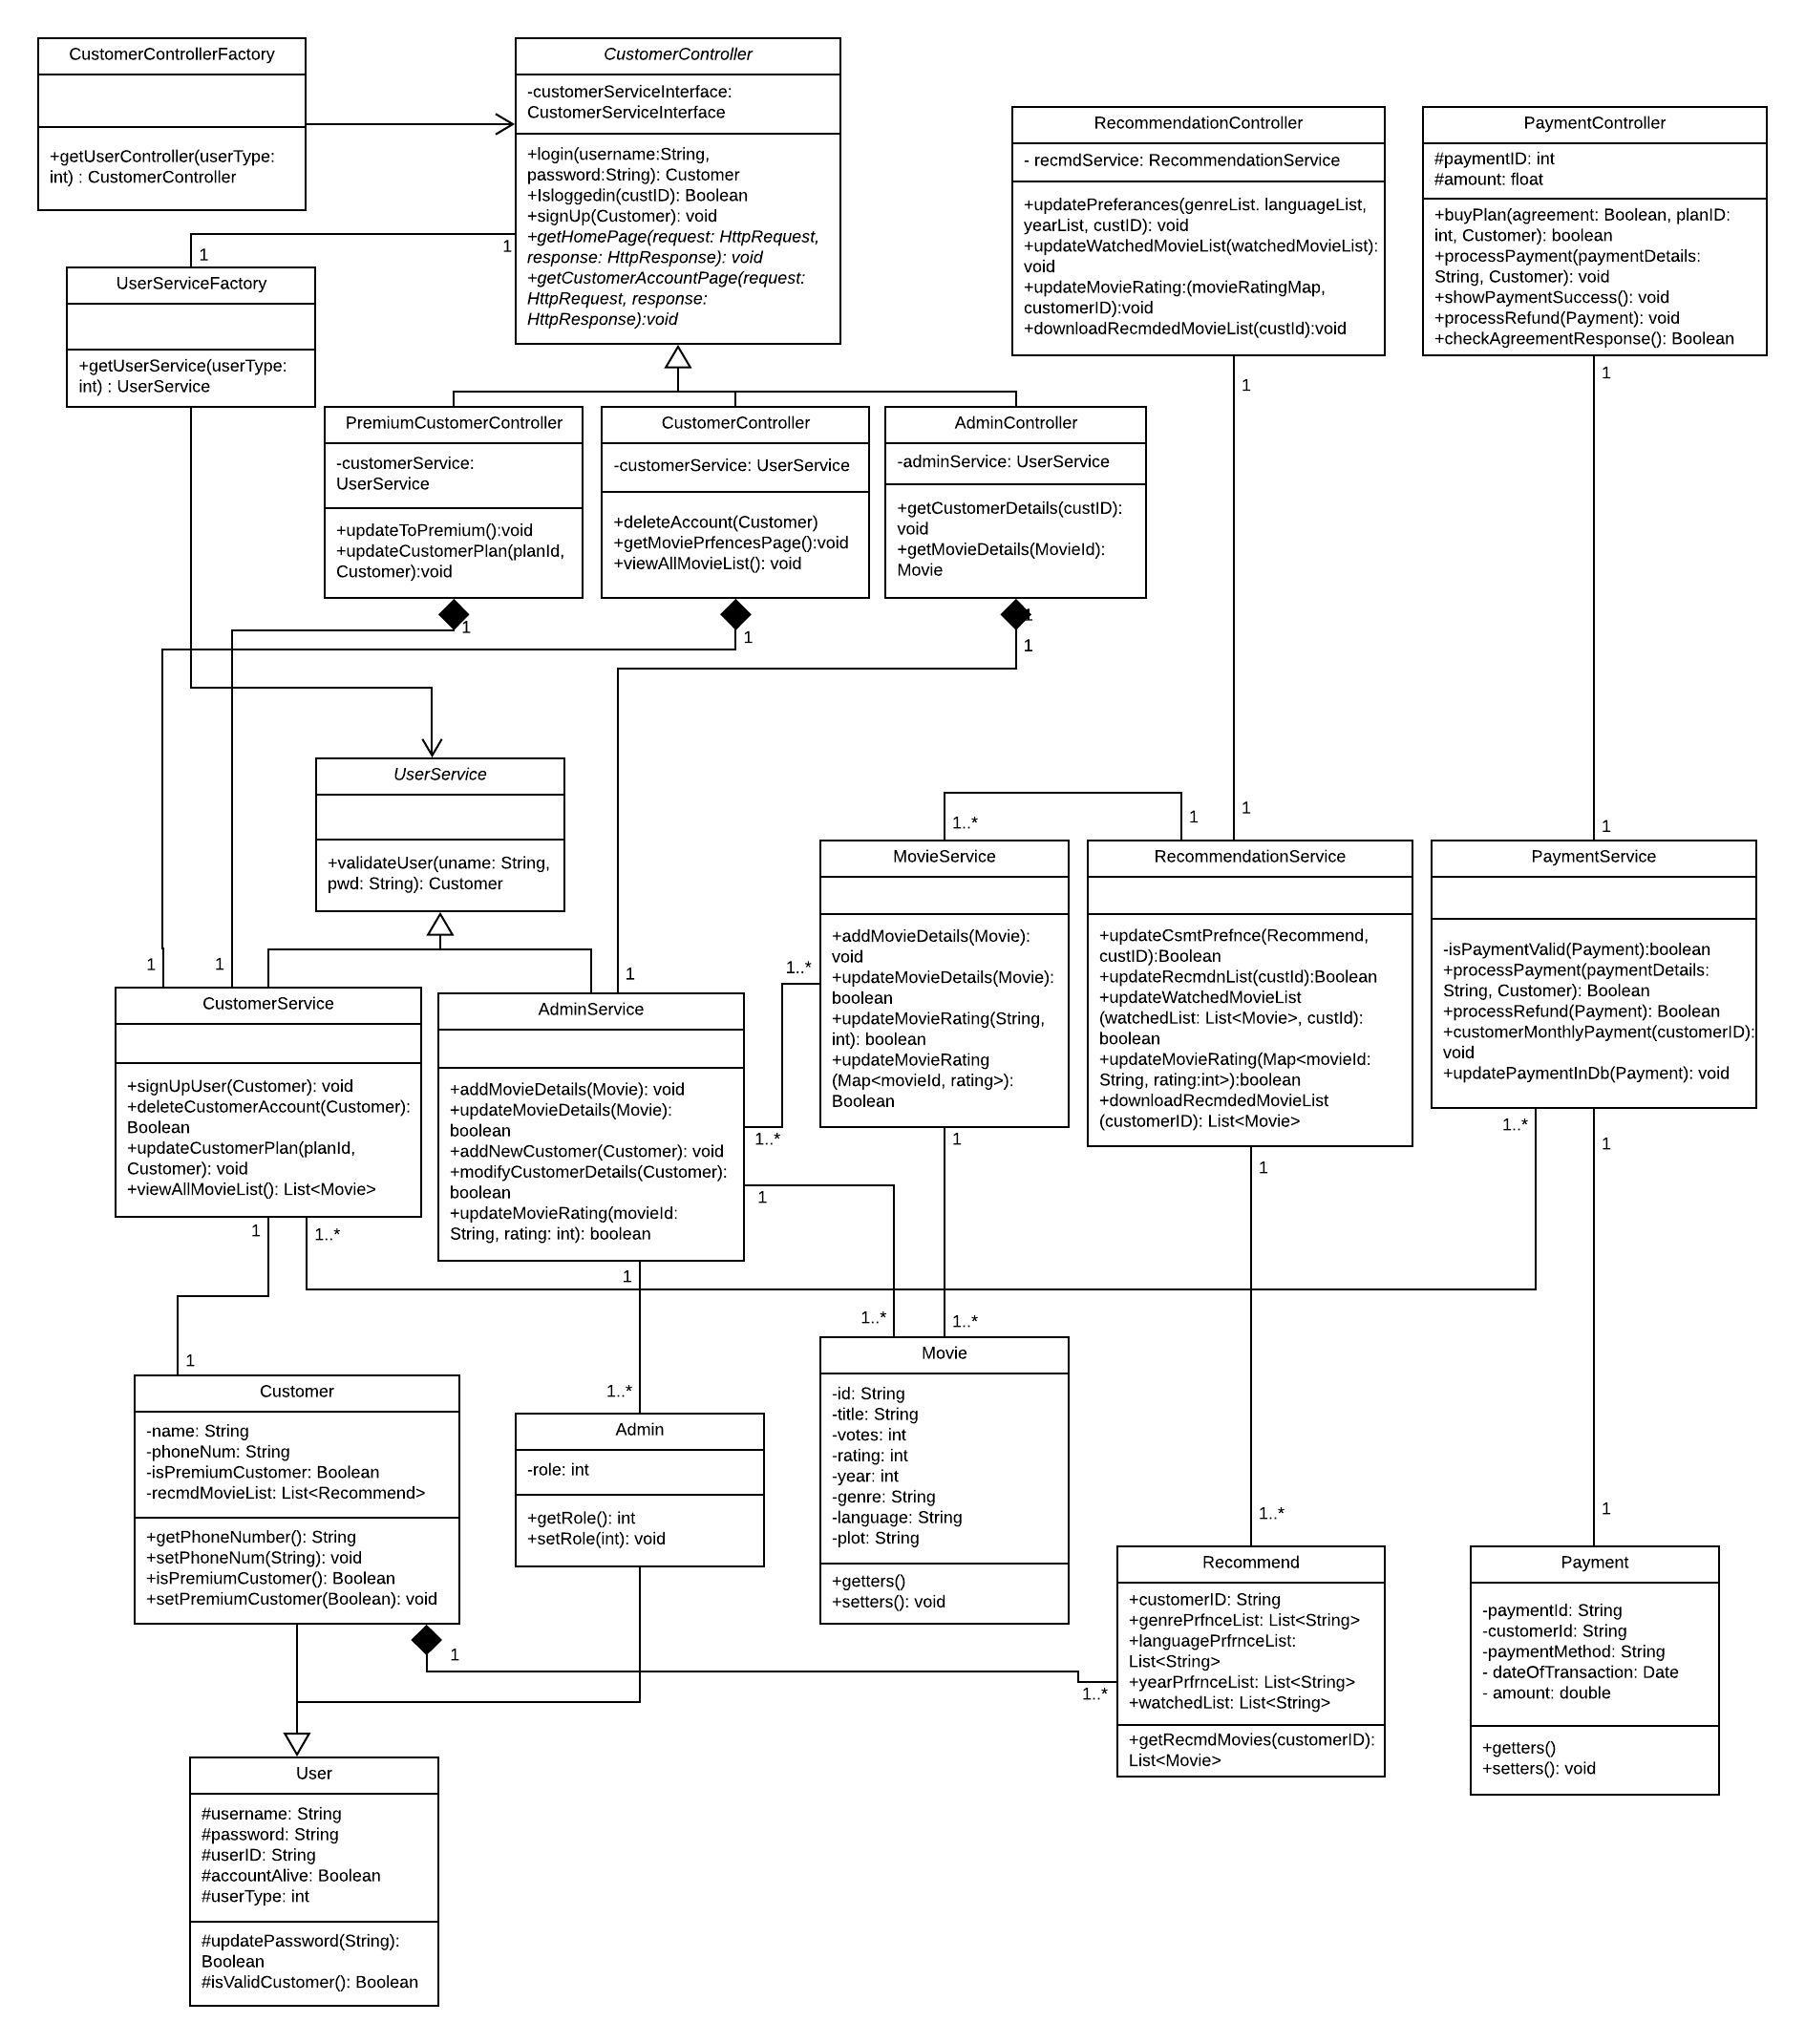 CustomerControllerFactory
+getUserController(userType:
int) : CustomerController
CustomerController
-customerServiceInterface:
CustomerServiceInterface
+login(username:String,
password:String): Customer
+Isloggedin(custID): Boolean
+signUp(Customer): void
+getHomePage(request: HttpRequest,
response: HttpResponse): void
+getCustomerAccountPage(request:
HttpRequest, response:
HttpResponse):void
RecommendationController
- recmdService: RecommendationService
+updatePreferances(genreList. languageList,
yearList, custID): void
+updateWatchedMovieList(watchedMovieList):
void
+updateMovieRating:(movieRatingMap,
customerID):void
+downloadRecmdedMovieList(custId):void
PaymentController
#paymentID: int
#amount: float
+buyPlan(agreement: Boolean, planID:
int, Customer): boolean
+processPayment(paymentDetails:
String, Customer): void
+showPaymentSuccess(): void
+processRefund(Payment): void
+checkAgreementResponse(): Boolean
1
1
UserServiceFactory
+getUserService(userType:
int) : UserService
1
1
PremiumCustomerController
-customerService:
UserService
+updateToPremium():void
+updateCustomerPlan(planId,
Customer):void
CustomerController
-customerService: UserService
+deleteAccount(Customer)
+getMoviePrfencesPage():void
+viewAllMovieList(): void
AdminController
-adminService: UserService
+getCustomerDetails(custID):
void
+getMovieDetails(MovieId):
Movie
1
1
1
1
UserService
+validateUser(uname: String,
pwd: String): Customer
1..*
1
1
1
MovieService
+addMovieDetails(Movie):
void
+updateMovieDetails(Movie):
boolean
+updateMovieRating(String,
int): boolean
+updateMovieRating
(Map<movieId, rating>):
Boolean
RecommendationService
+updateCsmtPrefnce(Recommend,
custID):Boolean
+updateRecmdnList(custId):Boolean
+updateWatchedMovieList
(watchedList: List<Movie>, custId):
boolean
+updateMovieRating(Map<movieId:
String, rating:int>):boolean
+downloadRecmdedMovieList
(customerID): List<Movie>
PaymentService
-isPaymentValid(Payment):boolean
+processPayment(paymentDetails:
String, Customer): Boolean
+processRefund(Payment): Boolean
+customerMonthlyPayment(customerID):
void
+updatePaymentInDb(Payment): void
1
1
1
1..*
CustomerService
+signUpUser(Customer): void
+deleteCustomerAccount(Customer):
Boolean
+updateCustomerPlan(planId,
Customer): void
+viewAllMovieList(): List<Movie>
AdminService
+addMovieDetails(Movie): void
+updateMovieDetails(Movie):
boolean
+addNewCustomer(Customer): void
+modifyCustomerDetails(Customer):
boolean
+updateMovieRating(movieId:
String, rating: int): boolean
1..*
1
1
1
1..*
1
1
1..*
1
1..*
1..*
1
1..*
1..*
1
Customer
-name: String
-phoneNum: String
-isPremiumCustomer: Boolean
-recmdMovieList: List<Recommend>
+getPhoneNumber(): String
+setPhoneNum(String): void
+isPremiumCustomer(): Boolean
+setPremiumCustomer(Boolean): void
Admin
-role: int
+getRole(): int
+setRole(int): void
Movie
-id: String
-title: String
-votes: int
-rating: int
-year: int
-genre: String
-language: String
-plot: String
+getters()
+setters(): void
Recommend
+customerID: String
+genrePrfnceList: List<String>
+languagePrfrnceList:
List<String>
+yearPrfrnceList: List<String>
+watchedList: List<String>
+getRecmdMovies(customerID):
List<Movie>
Payment
-paymentId: String
-customerId: String
-paymentMethod: String
- dateOfTransaction: Date
- amount: double
+getters()
+setters(): void
1
1..*
User
#username: String
#password: String
#userID: String
#accountAlive: Boolean
#userType: int
#updatePassword(String):
Boolean
#isValidCustomer(): Boolean